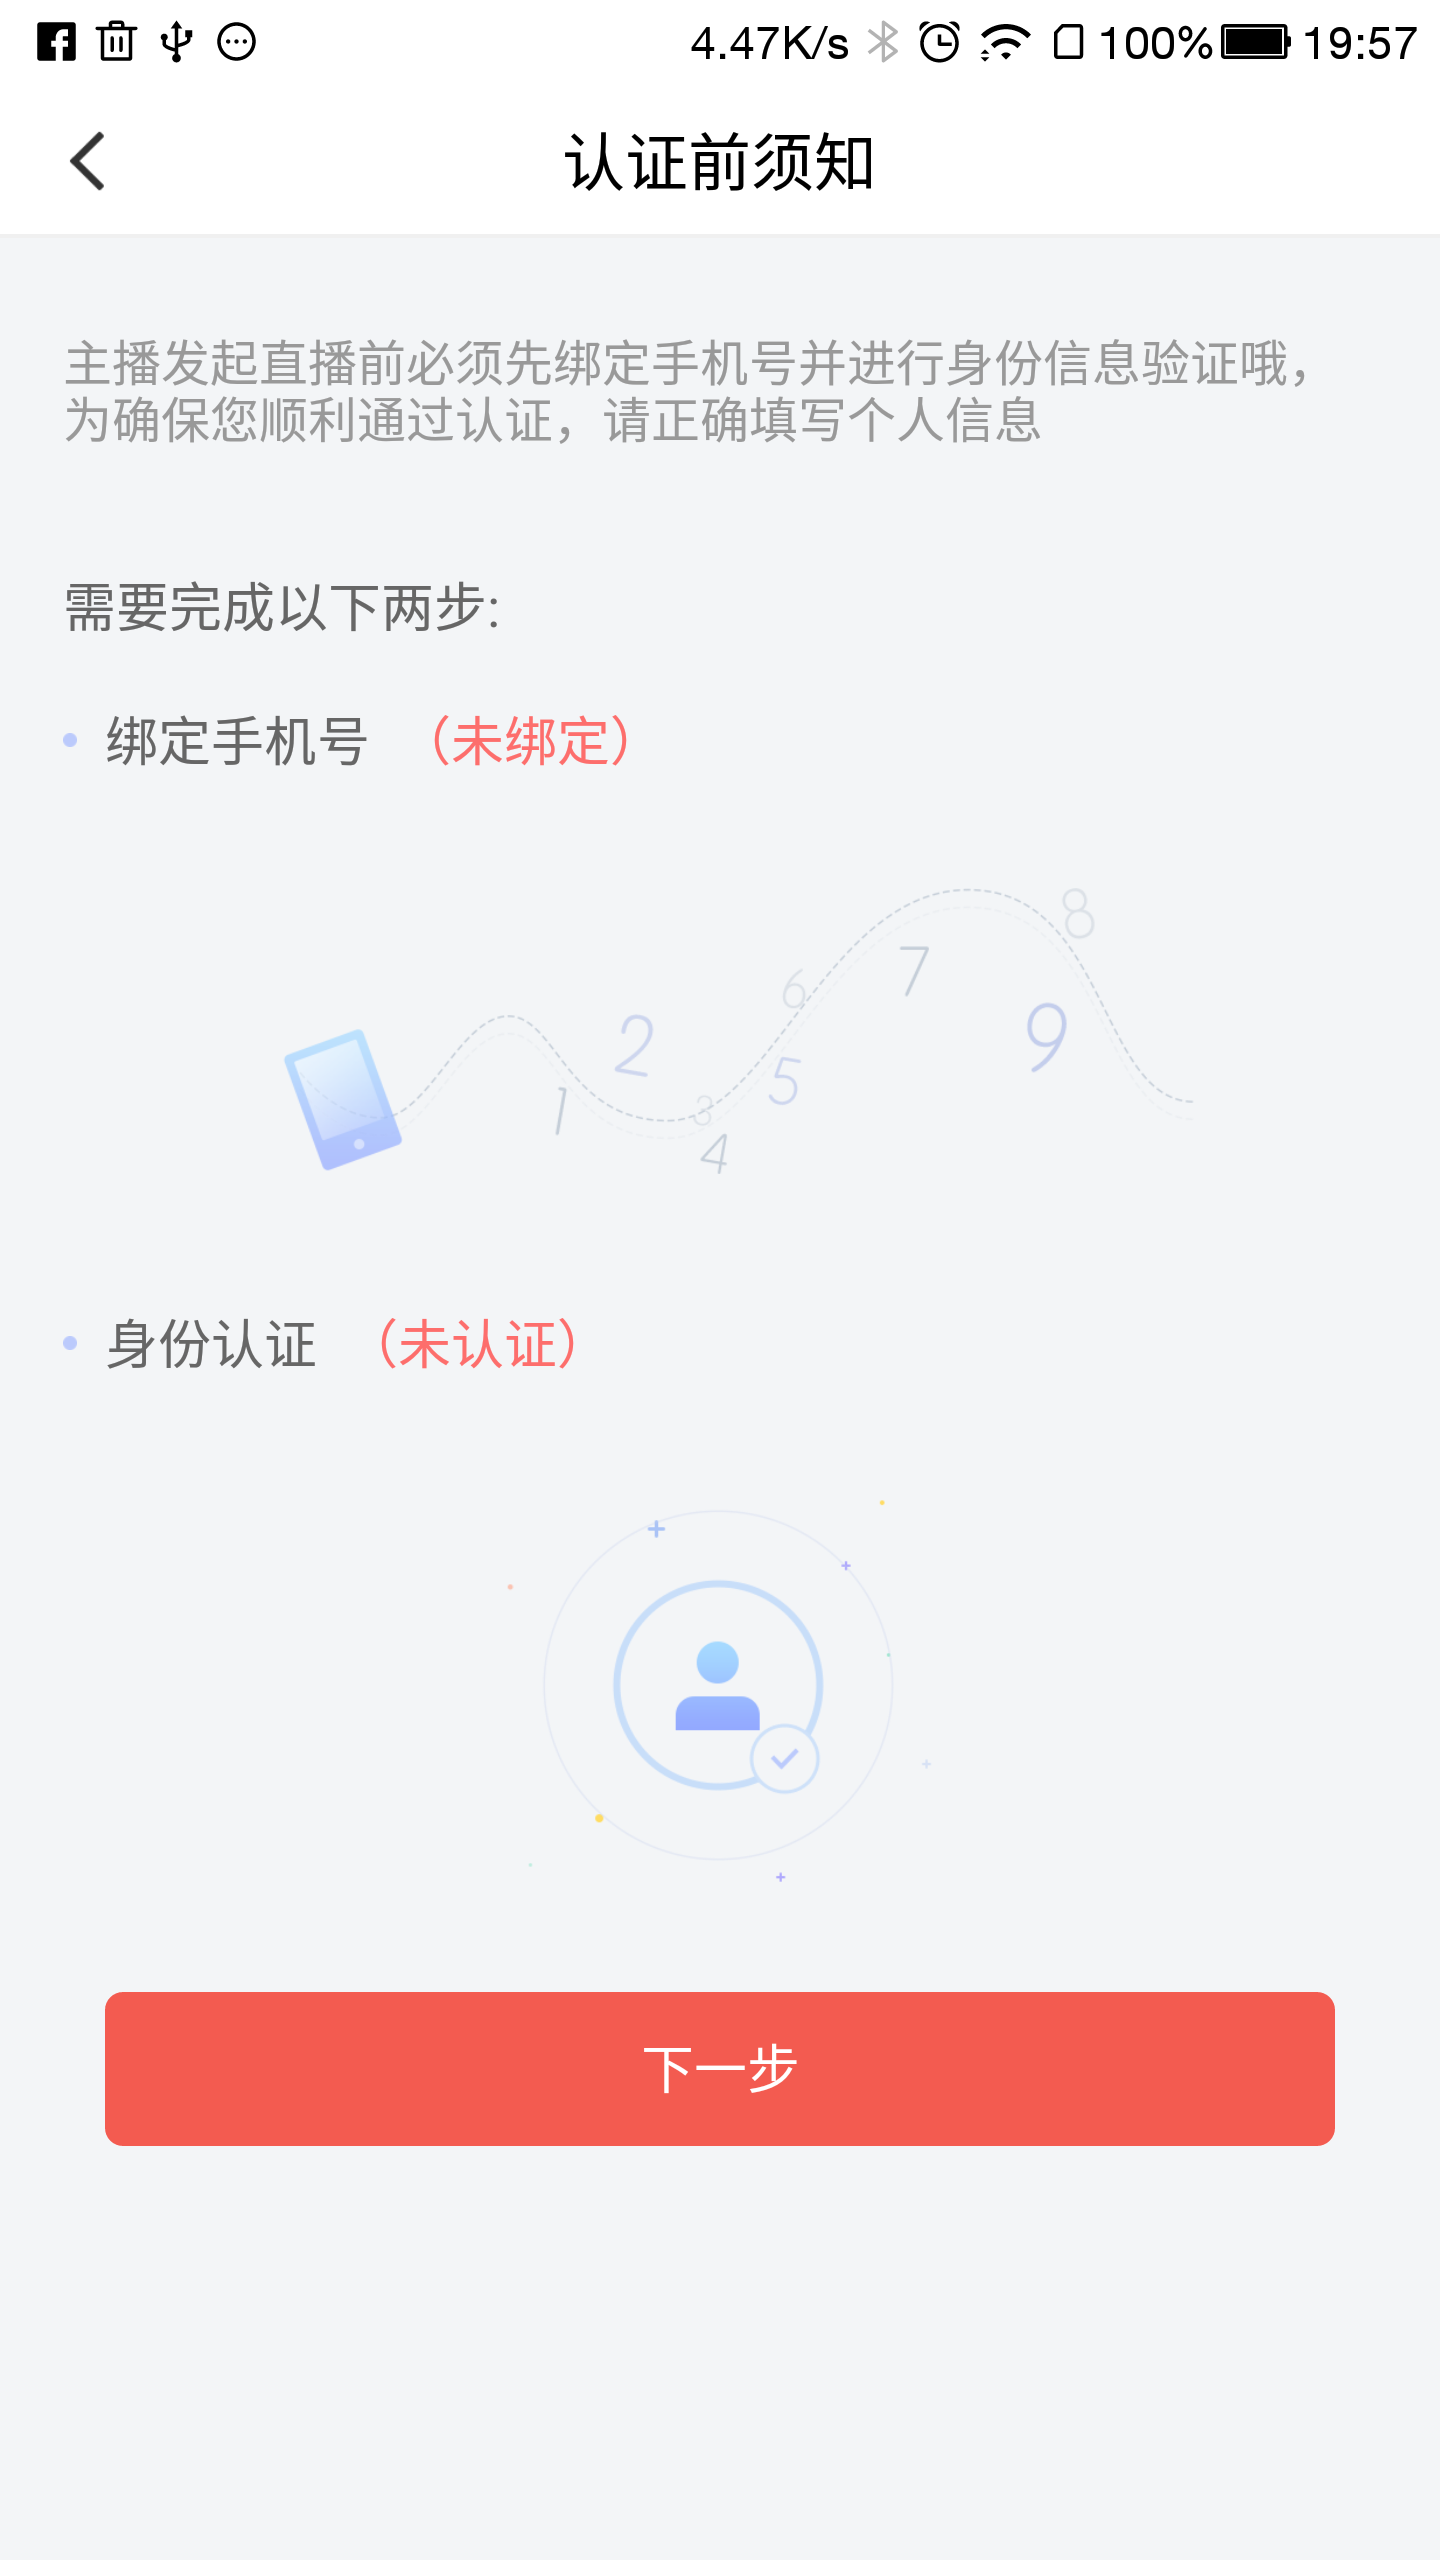 4.47K/s 100% 19:57
认证前须知
主播发起直播前必须先绑定手机号并进行身份信息验证哦，
为确保您顺利通过认证，请正确填写个人信息
需要完成以下两步:
绑定手机号 （未绑定）
8
7
6
9
2
5
1
3
4
身份认证 （未认证）
下一步